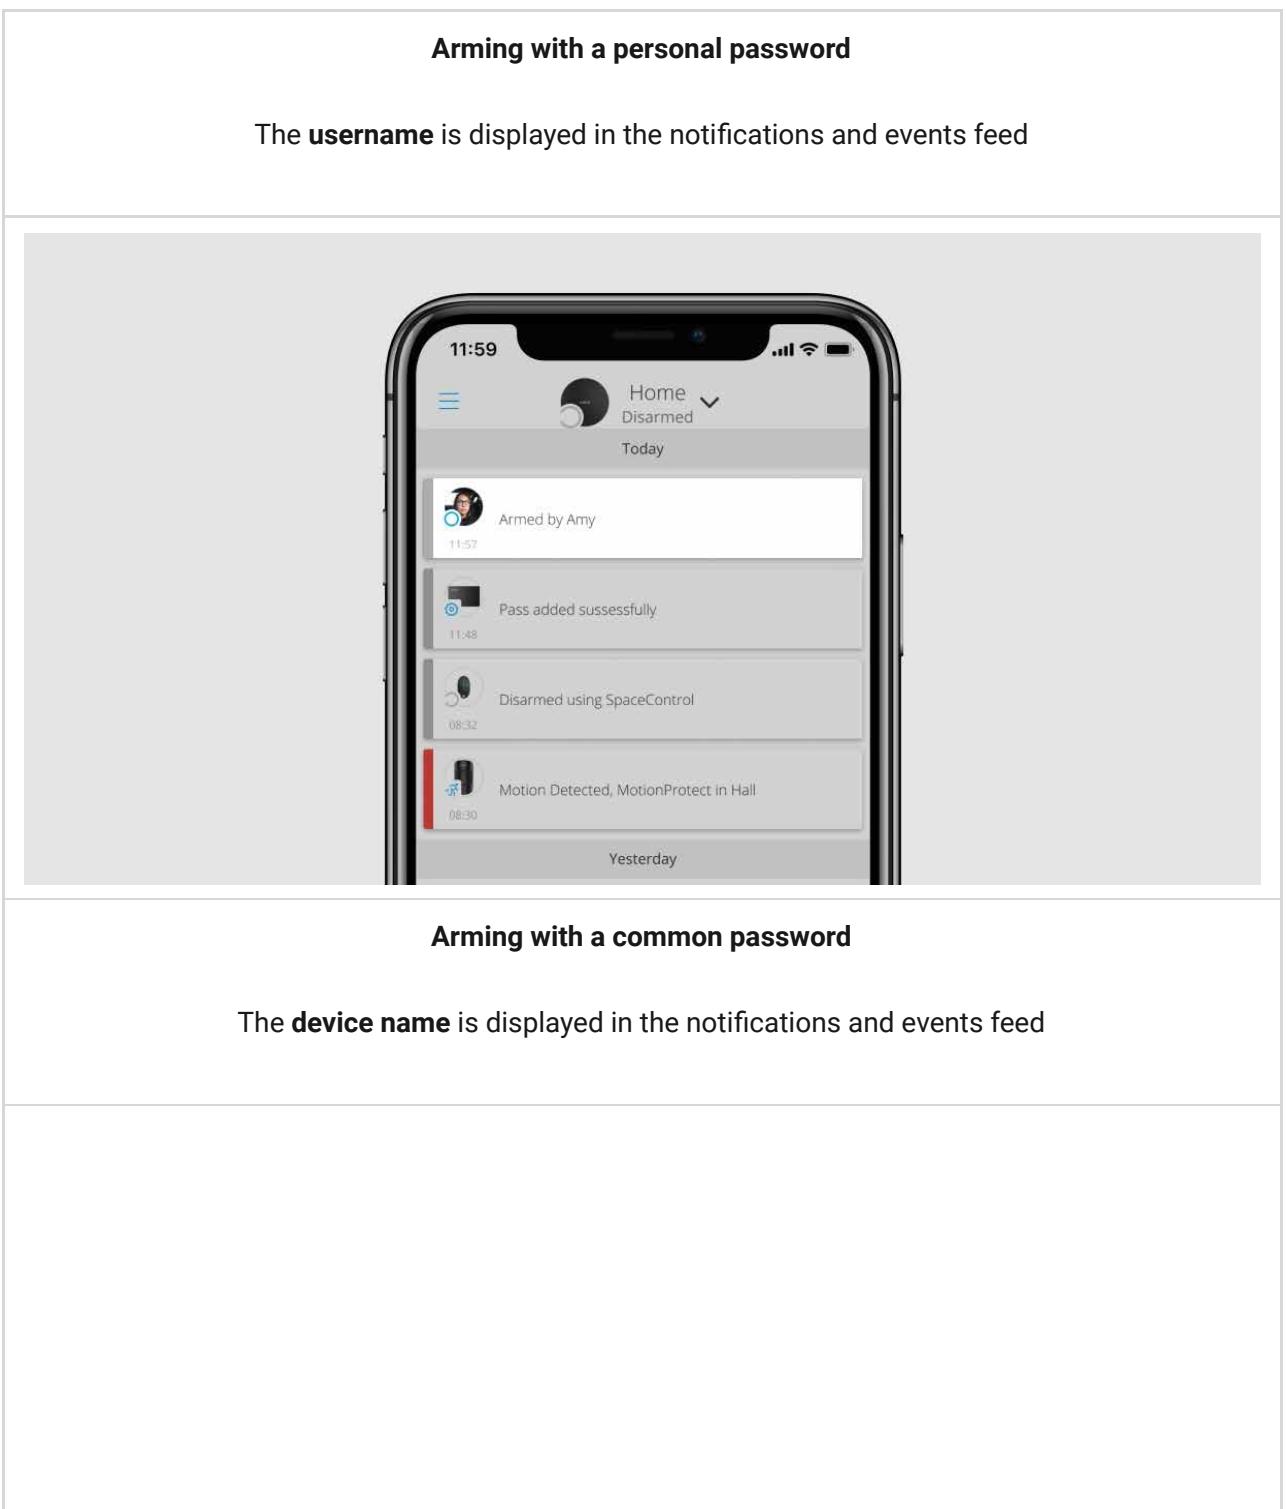 Arming with a personal password
The username is displayed in the notifications and events feed
11:59
Home
Disarmed
Today
Armed by Amy
11:57
Pass added sussessfully
11:48
Disarmed using SpaceControl
08:32
Motion Detected, MotionProtect in Hall
08:30
Yesterday
Arming with a common password
The device name is displayed in the notifications and events feed